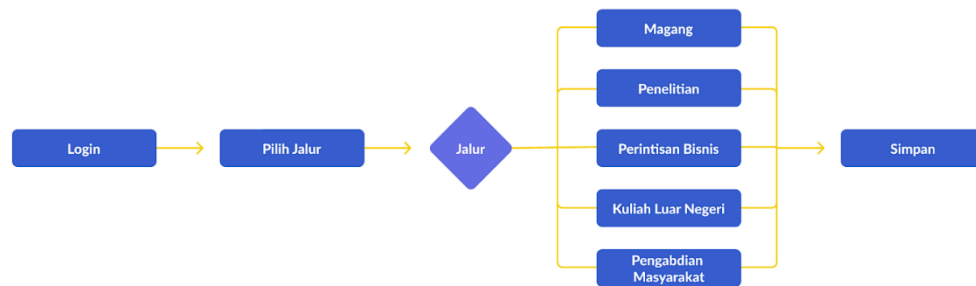 Login
Pilih Jalur
Jalur
Magang
Penelitian
Perintisan Bisnis
Kuliah Luar Negeri
Pengabdian
Masyarakat
Simpan